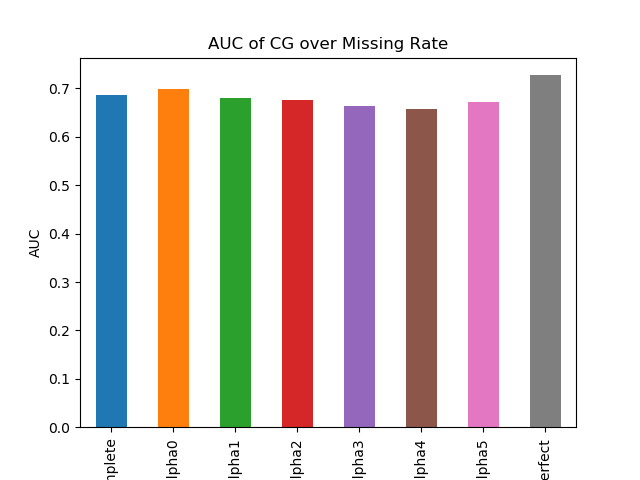 AUC of CG over Missing Rate
AUC
0.7
0.6
0.5
0.4
0.3
0.2
0.1
0.0
nplete
lpha0
lpha1
lpha2
lpha3
lpha4
lpha5
erfect